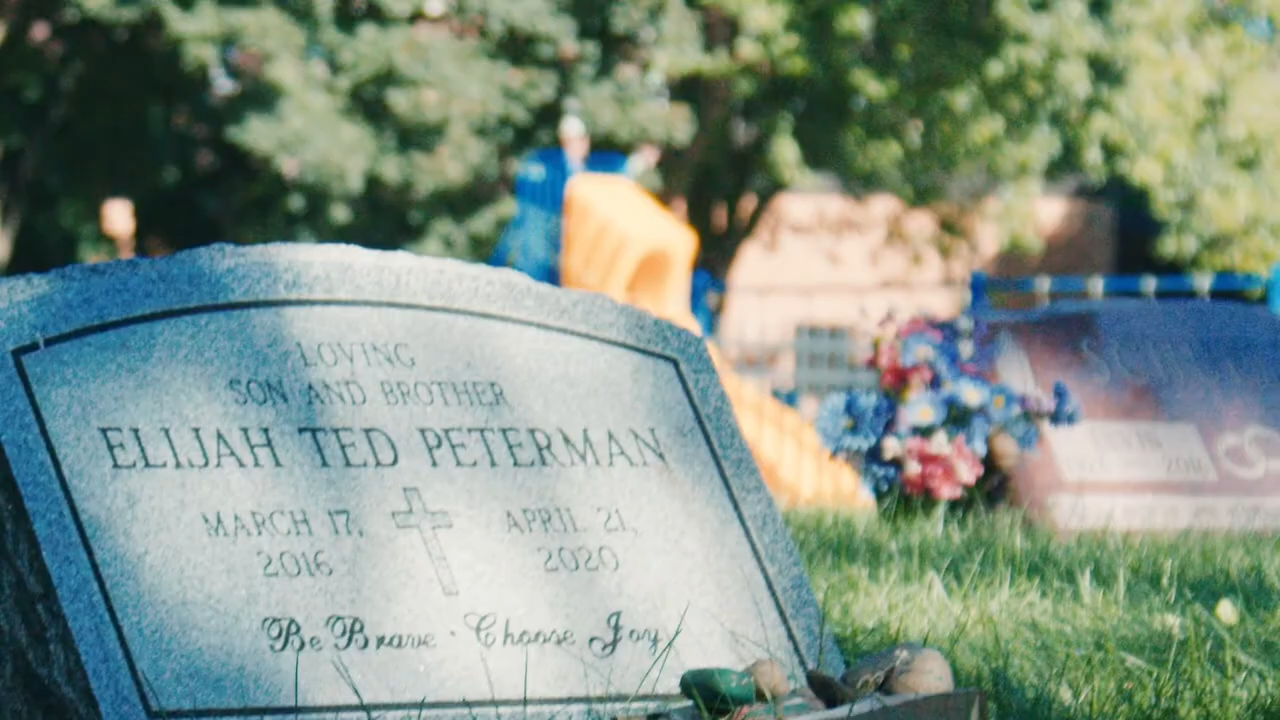 LOVING
SON AND BROTHER
ELIJAH TED PETERMAN
MARCH 17, APRIL 21,
2016 2020
Be Brave · Choose Joy